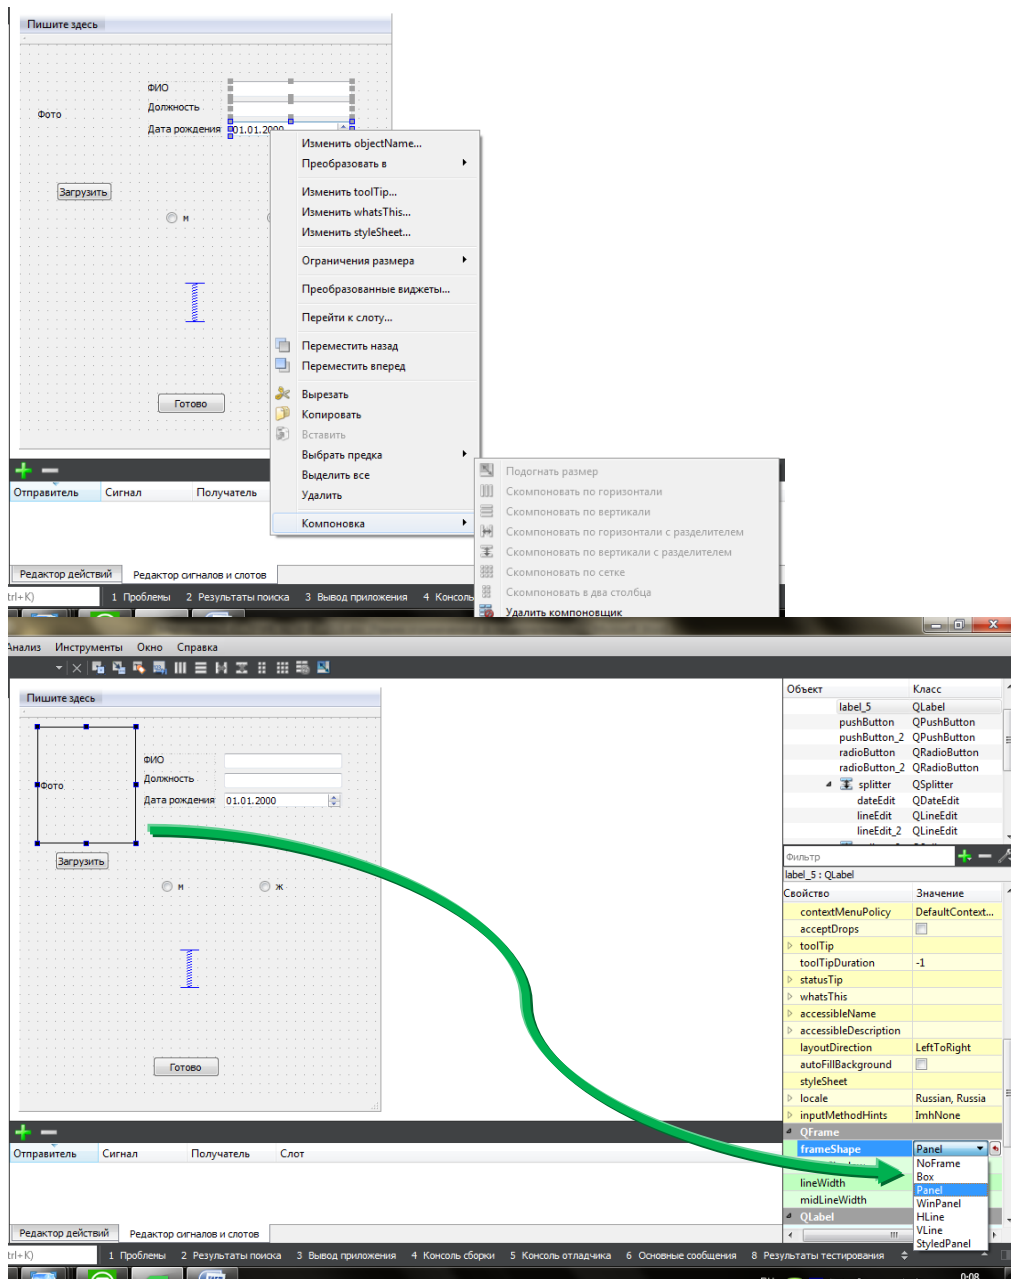 Пишите здесь
ФИО
Должность
Фото
Дата рождения 01.01.2000
Загрузить
м
Готово
Изменить objectName...
Преобразовать в
Изменить toolTip...
Изменить whatsThis...
Изменить styleSheet...
Ограничения размера
Преобразованные виджеты...
Перейти к слоту...
Переместить назад
Переместить вперед
Вырезать
Копировать
Вставить
Выбрать предка
Выделить все
Удалить
Компоновка
Подогнать размер
Скомпоновать по горизонтали
Скомпоновать по вертикали
Скомпоновать по горизонтали с разделителем
Скомпоновать по вертикали с разделителем
Скомпоновать по сетке
Скомпоновать в два столбца
Удалить компоновщик
Отправитель Сигнал Получатель
Редактор действий Редактор сигналов и слотов
trl+K) 1 Проблемы 2 Результаты поиска 3 Вывод приложения 4 Консоль
Анализ Инструменты Окно Справка
Пишите здесь
ФИО
Должность
Фото
Дата рождения 01.01.2000
Загрузить
м ж
Готово
Объект Класс
label_5 QLabel
pushButton QPushButton
pushButton_2 QPushButton
radioButton QRadioButton
radioButton_2 QRadioButton
splitter QSplitter
dateEdit QDateEdit
lineEdit QLineEdit
lineEdit_2 QLineEdit
Фильтр
label_5 : QLabel
Свойство Значение
contextMenuPolicy DefaultContext...
acceptDrops
toolTip
toolTipDuration -1
statusTip
whatsThis
accessibleName
accessibleDescription
layoutDirection LeftToRight
autoFillBackground
styleSheet
locale Russian, Russia
inputMethodHints ImhNone
QFrame
frameShape Panel
NoFrame
Box
Panel
WinPanel
HLine
VLine
StyledPanel
lineWidth
midLineWidth
QLabel
Отправитель Сигнал Получатель Слот
Редактор действий Редактор сигналов и слотов
trl+K) 1 Проблемы 2 Результаты поиска 3 Вывод приложения 4 Консоль сборки 5 Консоль отладчика 6 Основные сообщения 8 Результаты тестирования
0:08